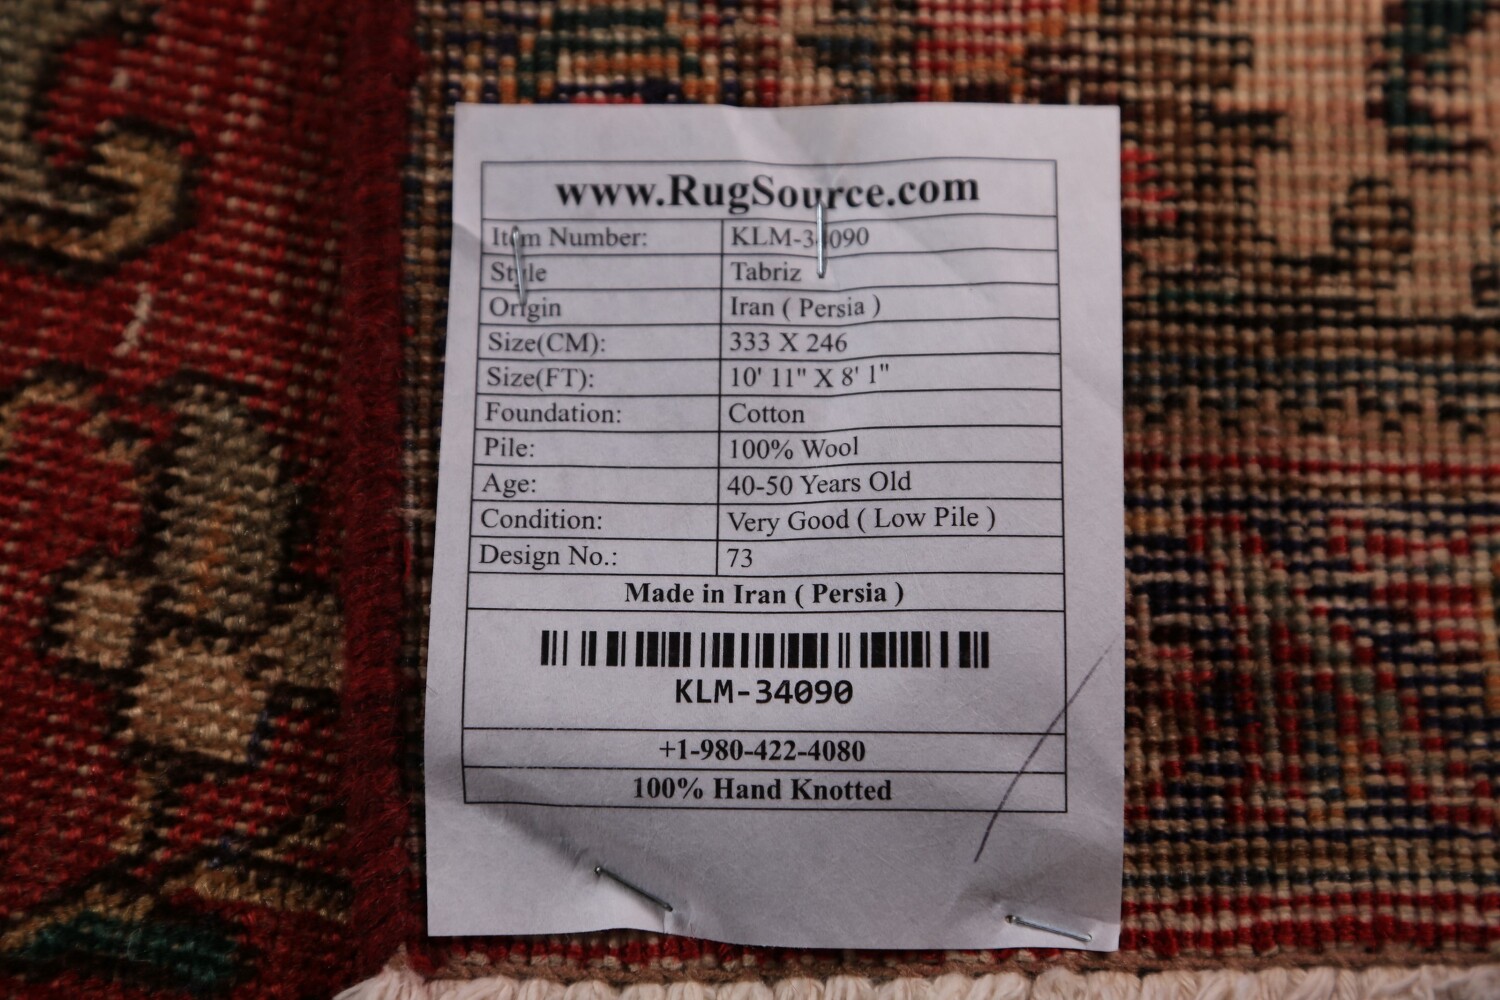 www.RugSource.com
Item Number: KLM-34090
Style Tabriz
Origin Iran ( Persia )
Size(CM): 333 X 246
Size(FT): 10' 11" X 8' 1"
Foundation: Cotton
Pile: 100% Wool
Age: 40-50 Years Old
Condition: Very Good ( Low Pile )
Design No.: 73
Made in Iran ( Persia )
KLM-34090
+1-980-422-4080
100% Hand Knotted